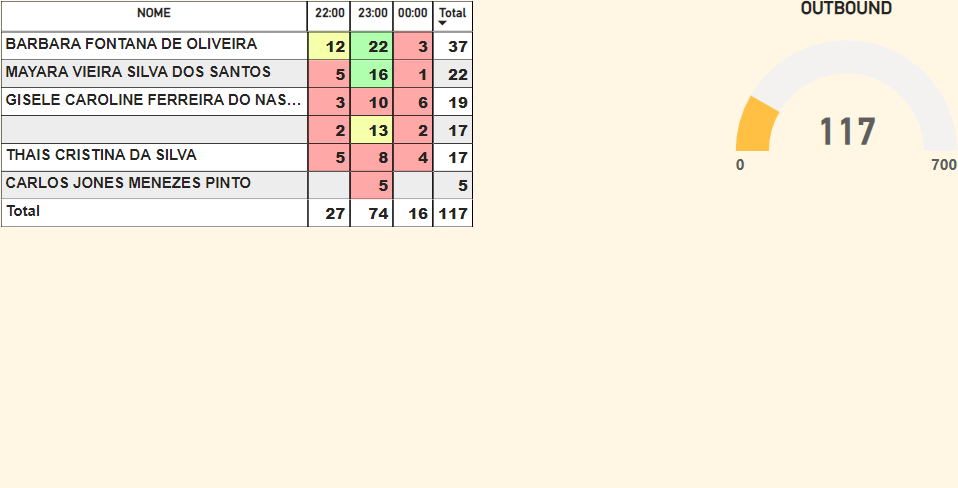 NOME 22:00 23:00 00:00 Total
BARBARA FONTANA DE OLIVEIRA 12 22 3 37
MAYARA VIEIRA SILVA DOS SANTOS 5 16 1 22
GISELE CAROLINE FERREIRA DO NAS... 3 10 6 19
2 13 2 17
THAIS CRISTINA DA SILVA 5 8 4 17
CARLOS JONES MENEZES PINTO 5 5
Total 27 74 16 117
OUTBOUND
117
0 700